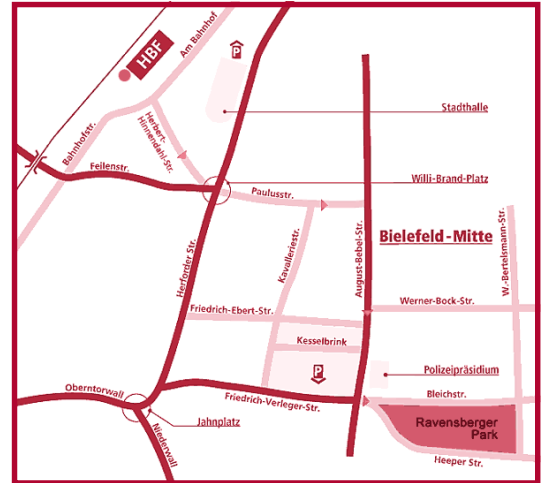 Am Bahnhof
HBF
P
Stadthalle
Herbert-
Hinnendahl-Str.
Bahnhofstr.
Feilenstr.
Willi-Brand-Platz
Paulusstr.
Bielefeld-Mitte
W.-Bertelsmann-Str.
Kavalleriestr.
August-Bebel-Str.
Herforder Str.
Friedrich-Ebert-Str.
Werner-Bock-Str.
Kesselbrink
P
Polizeipräsidium
Oberntorwall
Friedrich-Verleger-Str.
Bleichstr.
Jahnplatz
Niederwall
Ravensberger
Park
Heeper Str.